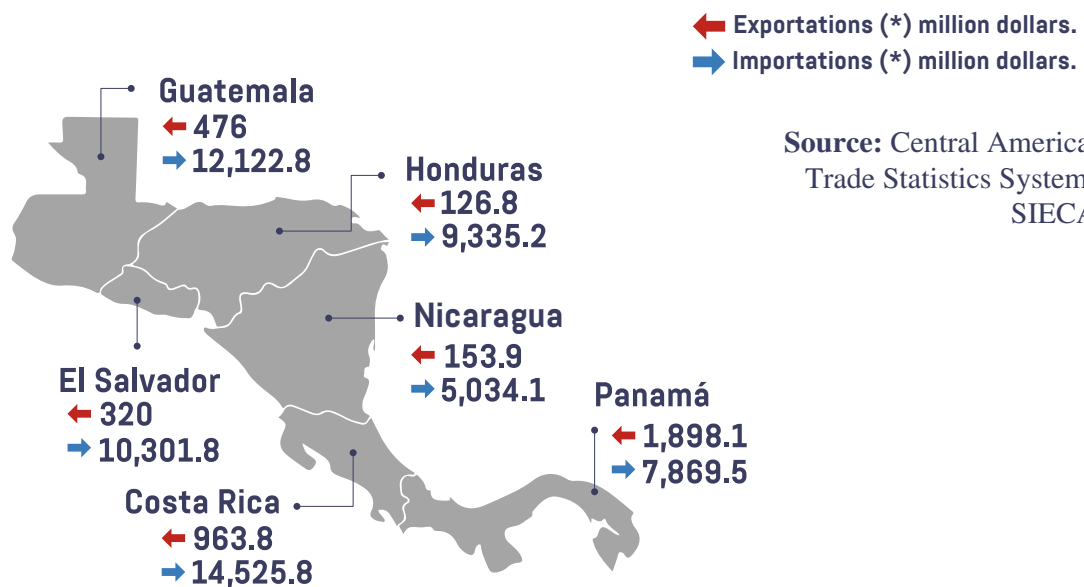 Exportations (*) million dollars.
Importations (*) million dollars.
Source: Central America
Trade Statistics System
SIECA
Guatemala
476
12,122.8
Honduras
126.8
9,335.2
Nicaragua
153.9
5,034.1
El Salvador
320
10,301.8
Panamá
1,898.1
7,869.5
Costa Rica
963.8
14,525.8